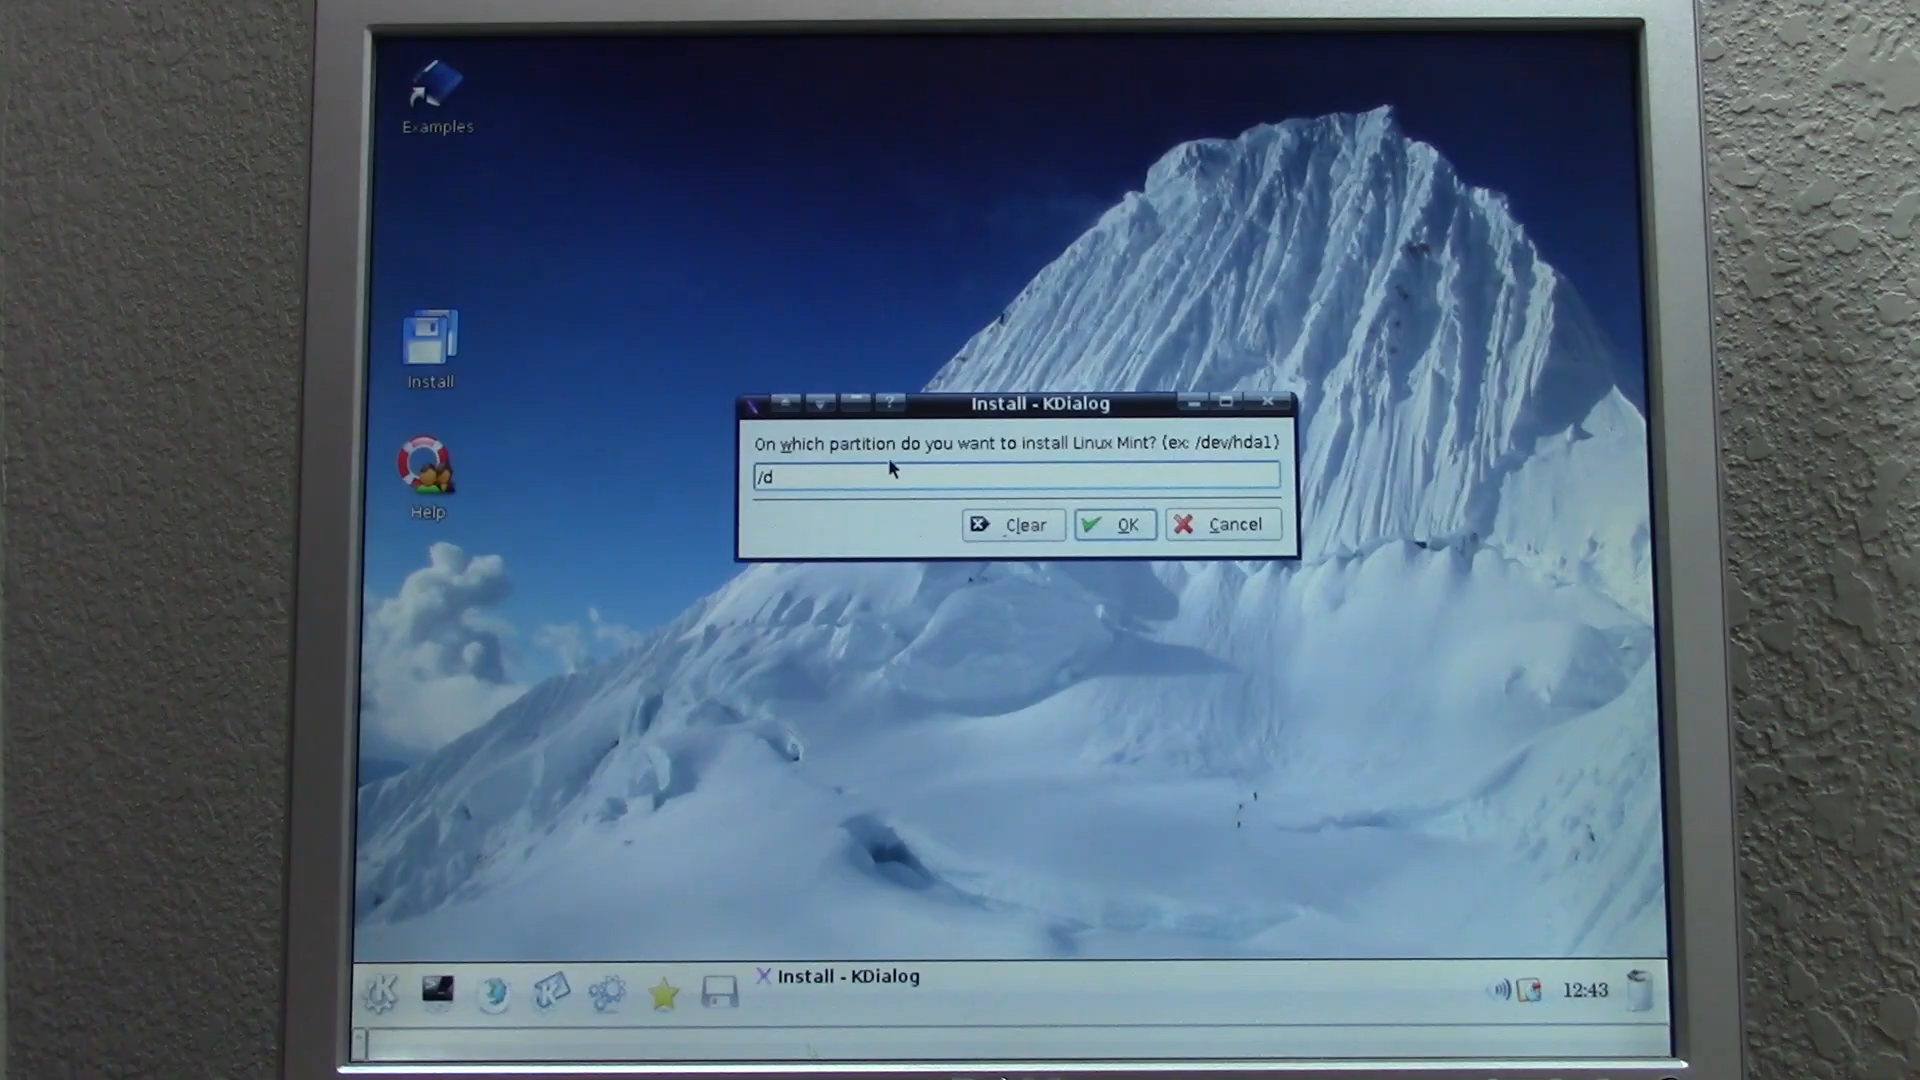 Examples
Install
Help
Install - KDialog
On which partition do you want to install Linux Mint? (ex: /dev/hda1)
/d
Clear
OK
Cancel
Install - KDialog
12:43